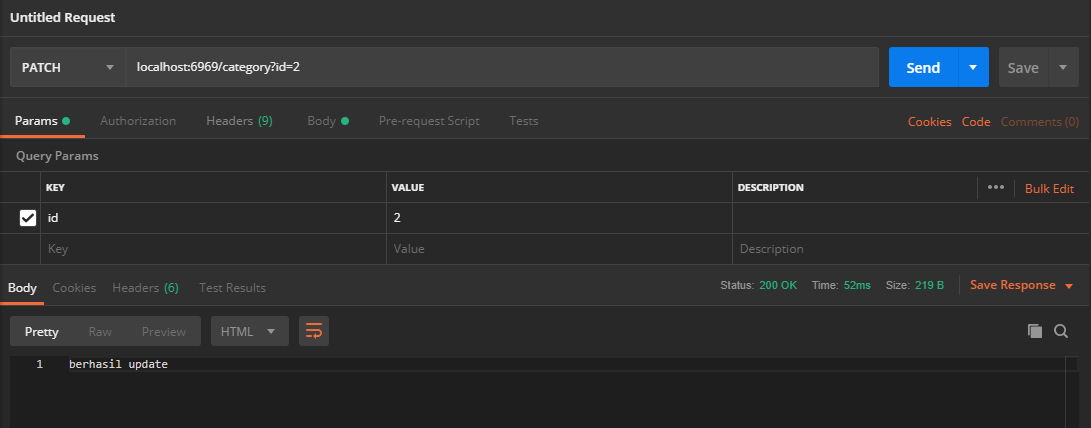 Untitled Request
PATCH localhost:6969/category?id=2 Send Save
Params Authorization Headers (9) Body Pre-request Script Tests Cookies Code Comments (0)
Query Params
KEY VALUE DESCRIPTION ••• Bulk Edit
id 2
Key Value Description
Body Cookies Headers (6) Test Results Status: 200 OK Time: 52ms Size: 219 B Save Response
Pretty Raw Preview HTML
1 berhasil update